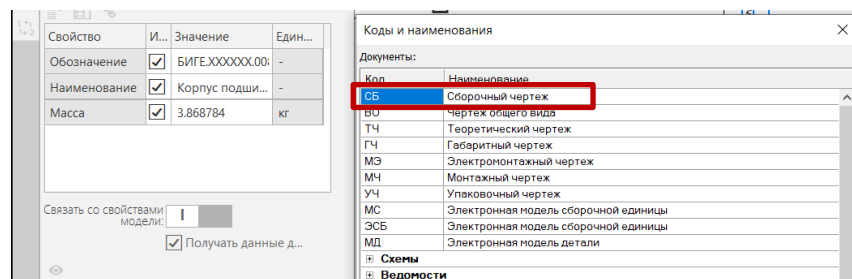 Свойство И... Значение Един...
Обозначение БИГЕ.XXXXXX.00
Наименование Корпус подши... -
Масса 3.868784 кг
Связать со свойствами
модели:
Получать данные д...
Коды и наименования
Документы:
Код Наименование
СБ Сборочный чертеж
ВО Чертеж общего вида
ТЧ Теоретический чертеж
ГЧ Габаритный чертеж
МЭ Электромонтажный чертеж
МЧ Монтажный чертеж
УЧ Упаковочный чертеж
МС Электронная модель сборочной единицы
ЭСБ Электронная модель сборочной единицы
МД Электронная модель детали
Схемы
Ведомости